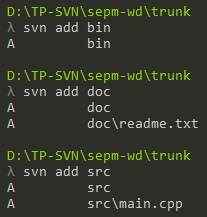 D:\TP-SVN\sepm-wd\trunk
λ svn add bin
A         bin
D:\TP-SVN\sepm-wd\trunk
λ svn add doc
A         doc
A         doc\readme.txt
D:\TP-SVN\sepm-wd\trunk
λ svn add src
A         src
A         src\main.cpp